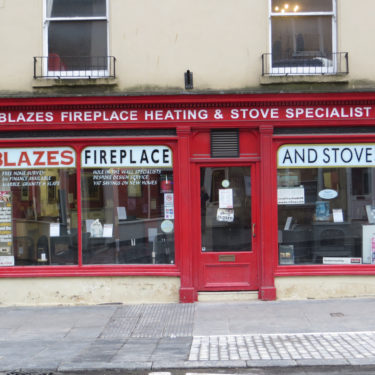 BLAZES FIREPLACE HEATING & STOVE SPECIALIST
BLAZES FIREPLACE AND STOVE
FREE HOME SURVEY
FINANCE AVAILABLE
MARBLE GRANITE & SLATE
HOLE IN THE WALL SPECIALISTS
DESIGN SERVICE
VAT SAVINGS ON NEW HOMES